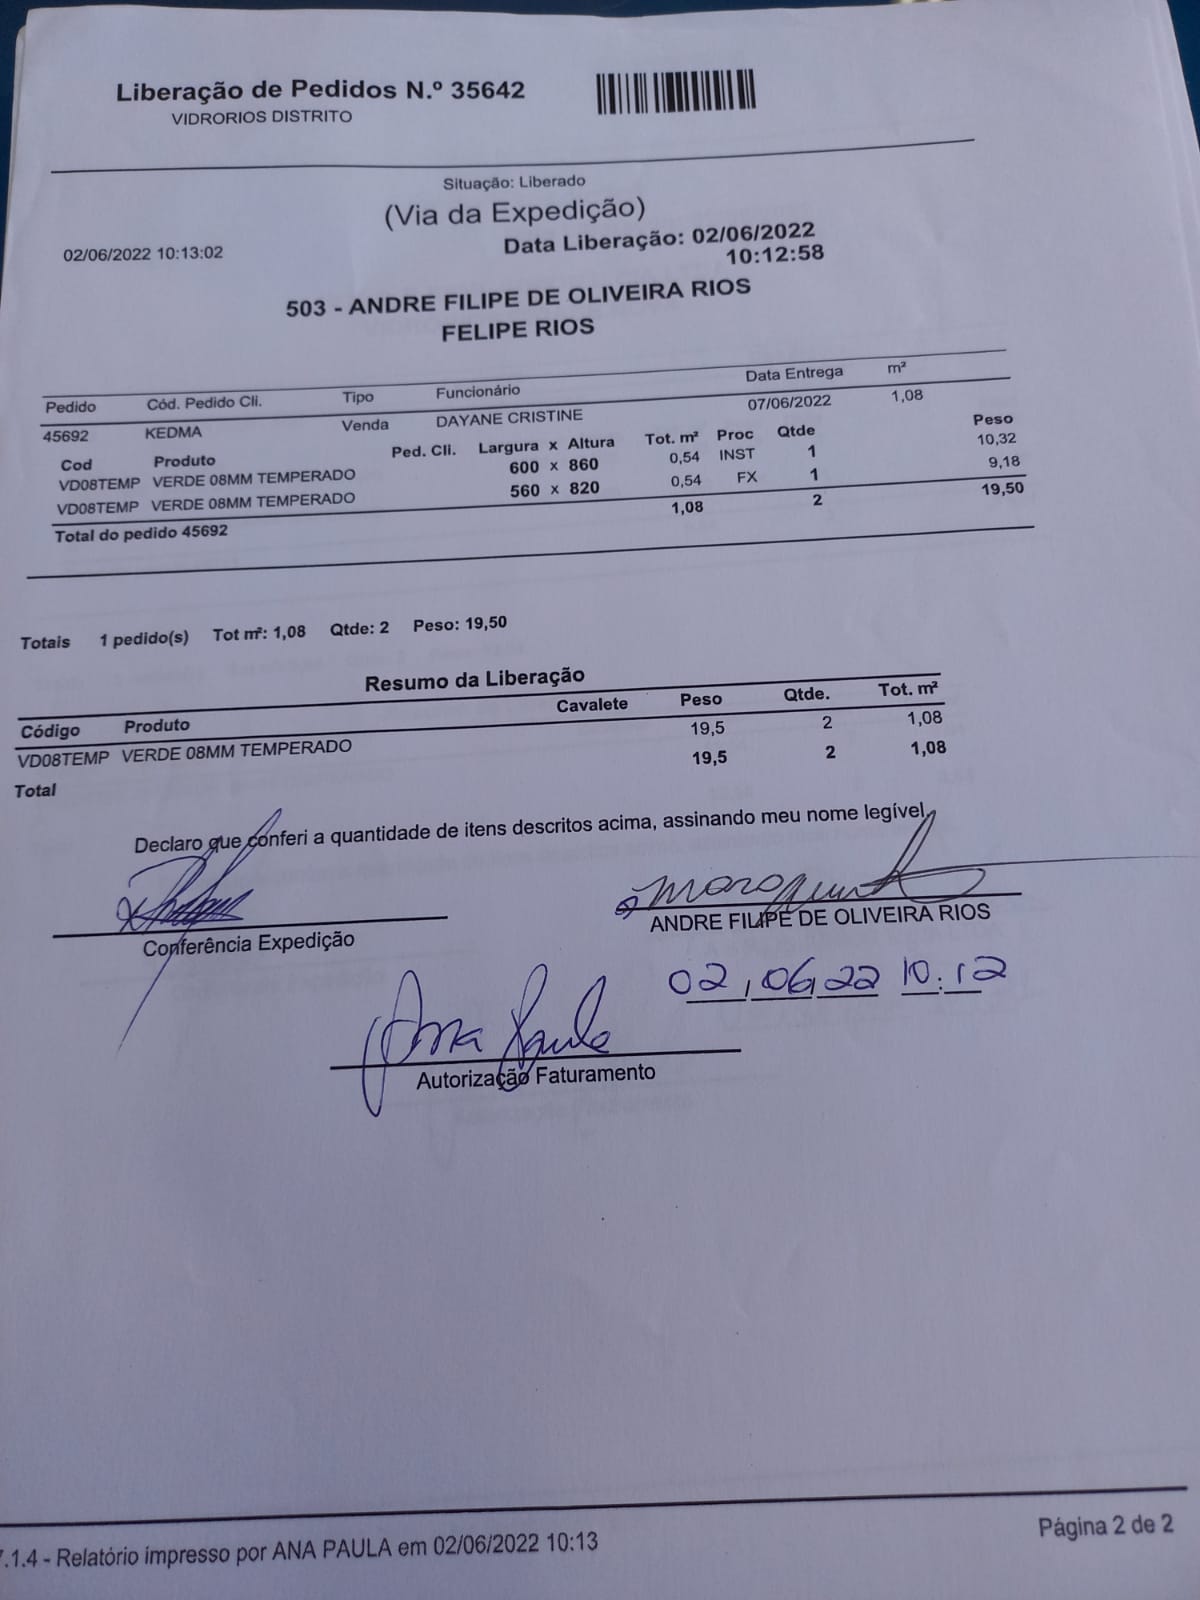 Liberação de Pedidos N.º 35642
VIDRORIOS DISTRITO
Situação: Liberado
(Via da Expedição)
02/06/2022 10:13:02
Data Liberação: 02/06/2022
10:12:58
503 - ANDRE FILIPE DE OLIVEIRA RIOS
FELIPE RIOS
Pedido Cód. Pedido Cli. Tipo Funcionário Data Entrega m²
45692 KEDMA Venda DAYANE CRISTINE 07/06/2022 1,08
Cod Produto Ped. Cli. Largura x Altura Tot. m² Proc Qtde Peso
VD08TEMP VERDE 08MM TEMPERADO 600 x 860 0,54 INST 1 10,32
VD08TEMP VERDE 08MM TEMPERADO 560 x 820 0,54 FX 1 9,18
Total do pedido 45692 1,08 2 19,50
Totais 1 pedido(s) Tot m²: 1,08 Qtde: 2 Peso: 19,50
Resumo da Liberação
Código Produto Cavalete Peso Qtde. Tot. m²
VD08TEMP VERDE 08MM TEMPERADO 19,5 2 1,08
Total 19,5 2 1,08
Declaro que conferi a quantidade de itens descritos acima, assinando meu nome legível.
Conferência Expedição
ANDRE FILIPE DE OLIVEIRA RIOS
02,06,22 10:12
Ana Paula
Autorização Faturamento
7.1.4 - Relatório impresso por ANA PAULA em 02/06/2022 10:13
Página 2 de 2